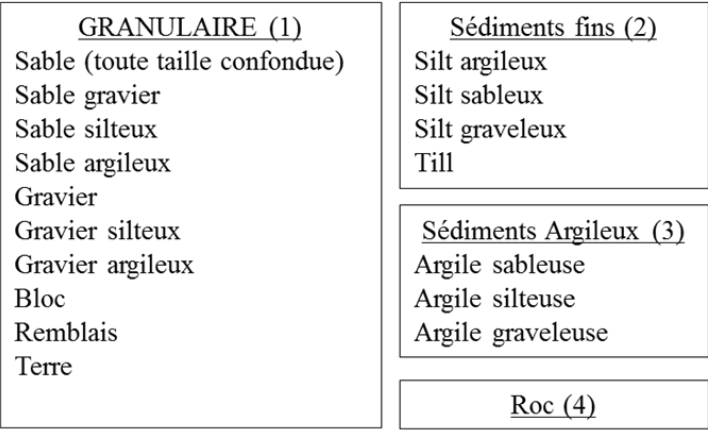 GRANULAIRE (1)
Sable (toute taille confondue)
Sable gravier
Sable silteux
Sable argileux
Gravier
Gravier silteux
Gravier argileux
Bloc
Remblais
Terre
Sédiments fins (2)
Silt argileux
Silt sableux
Silt graveleux
Till
Sédiments Argileux (3)
Argile sableuse
Argile silteuse
Argile graveleuse
Roc (4)